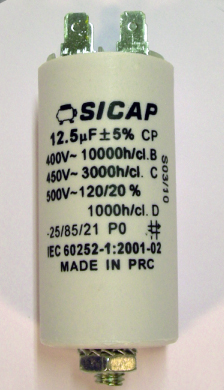 SICAP
12.5µF±5% CP
400V~ 10000h/cl.B
450V~ 3000h/cl. C
500V~120/20 %
1000h/cl. D
-25/85/21 P0
IEC 60252-1:2001-02
MADE IN PRC
S03/10